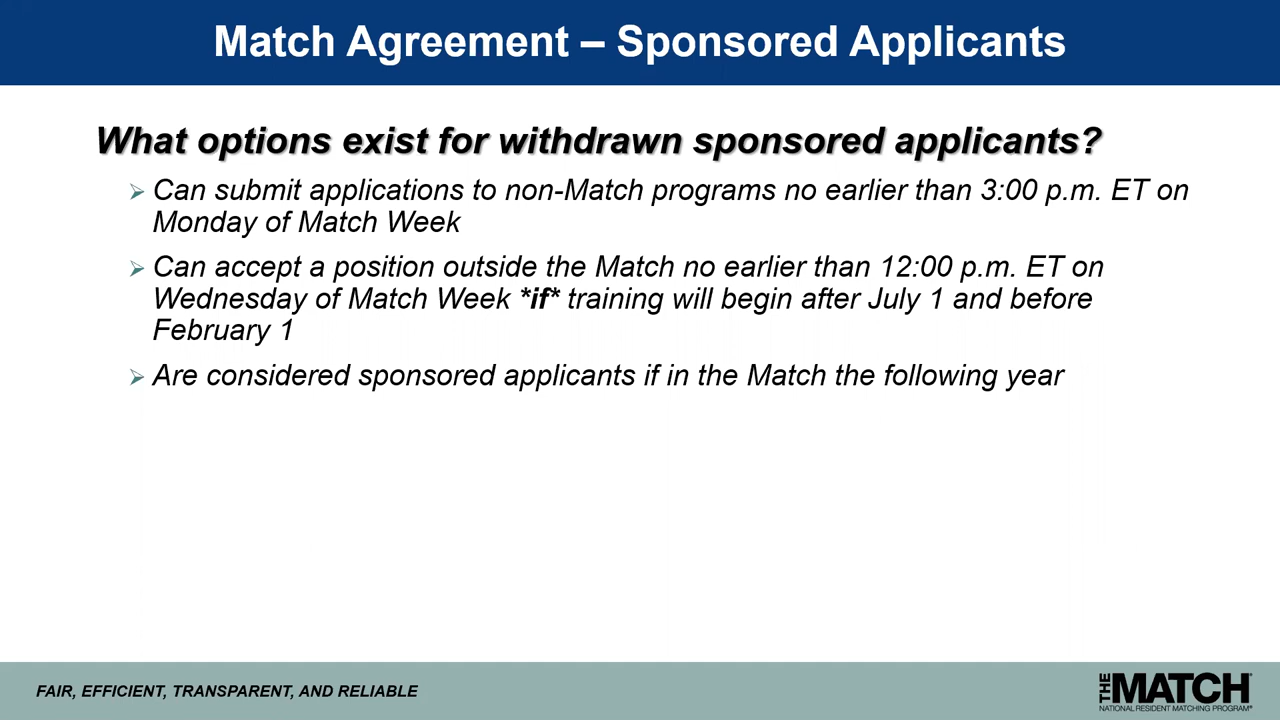 Match Agreement – Sponsored Applicants
What options exist for withdrawn sponsored applicants?
Can submit applications to non-Match programs no earlier than 3:00 p.m. ET on
Monday of Match Week
Can accept a position outside the Match no earlier than 12:00 p.m. ET on
Wednesday of Match Week *if* training will begin after July 1 and before
February 1
Are considered sponsored applicants if in the Match the following year
FAIR, EFFICIENT, TRANSPARENT, AND RELIABLE
THE MATCH
NATIONAL RESIDENT MATCHING PROGRAM®